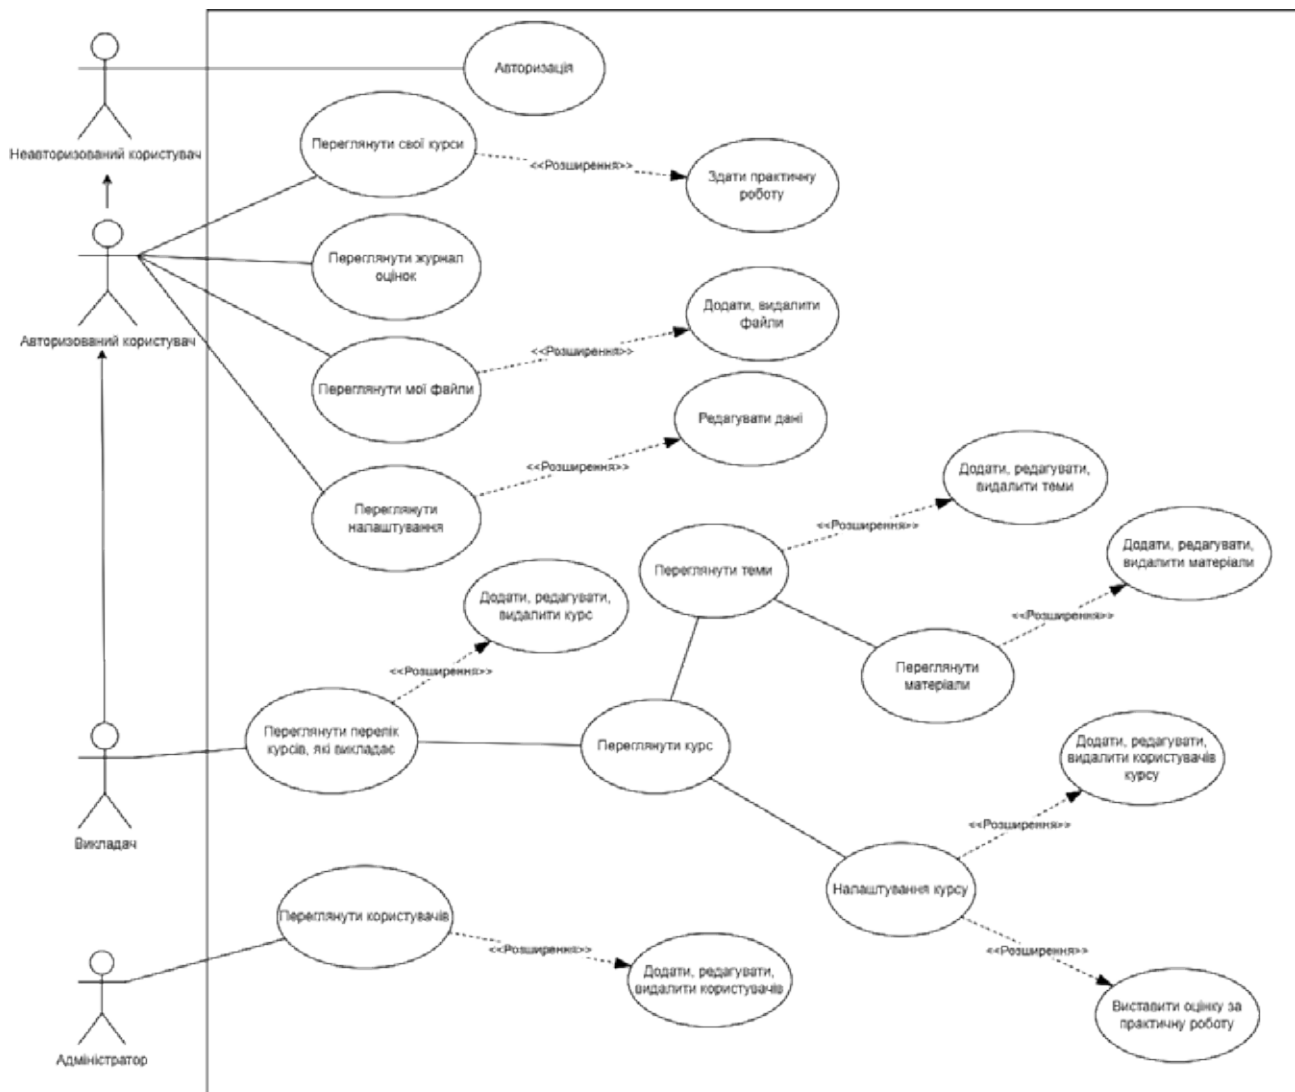 Авторизація
Неавторизований користувач
Переглянути свої курси
<<Розширення>>
Здати практичну
роботу
Переглянути журнал
оцінок
Авторизований користувач
Додати, видалити
файли
<<Розширення>>
Переглянути мої файли
Редагувати дані
<<Розширення>>
Переглянути
налаштування
Додати, редагувати,
видалити теми
<<Розширення>>
Переглянути теми
Додати, редагувати,
видалити матеріали
<<Розширення>>
Додати, редагувати,
видалити курс
<<Розширення>>
Переглянути
матеріали
Переглянути перелік
курсів, які викладає
Переглянути курс
Додати, редагувати,
видалити користувачів
курсу
<<Розширення>>
Викладач
Налаштування курсу
Переглянути користувачів
<<Розширення>>
<<Розширення>>
Додати, редагувати,
видалити користувачів
Виставити оцінку за
практичну роботу
Адміністратор